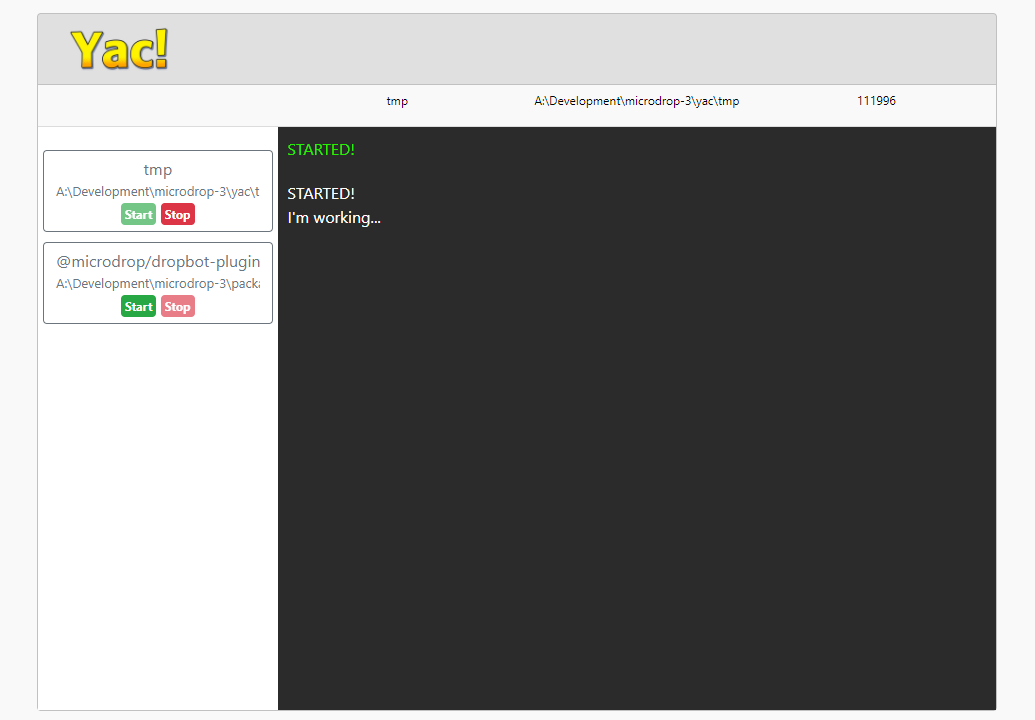 Yac!
tmp A:\Development\microdrop-3\yac\tmp 111996
tmp
A:\Development\microdrop-3\yac\t
Start Stop
@microdrop/dropbot-plugin
A:\Development\microdrop-3\packa
Start Stop
STARTED!
STARTED!
I'm working...